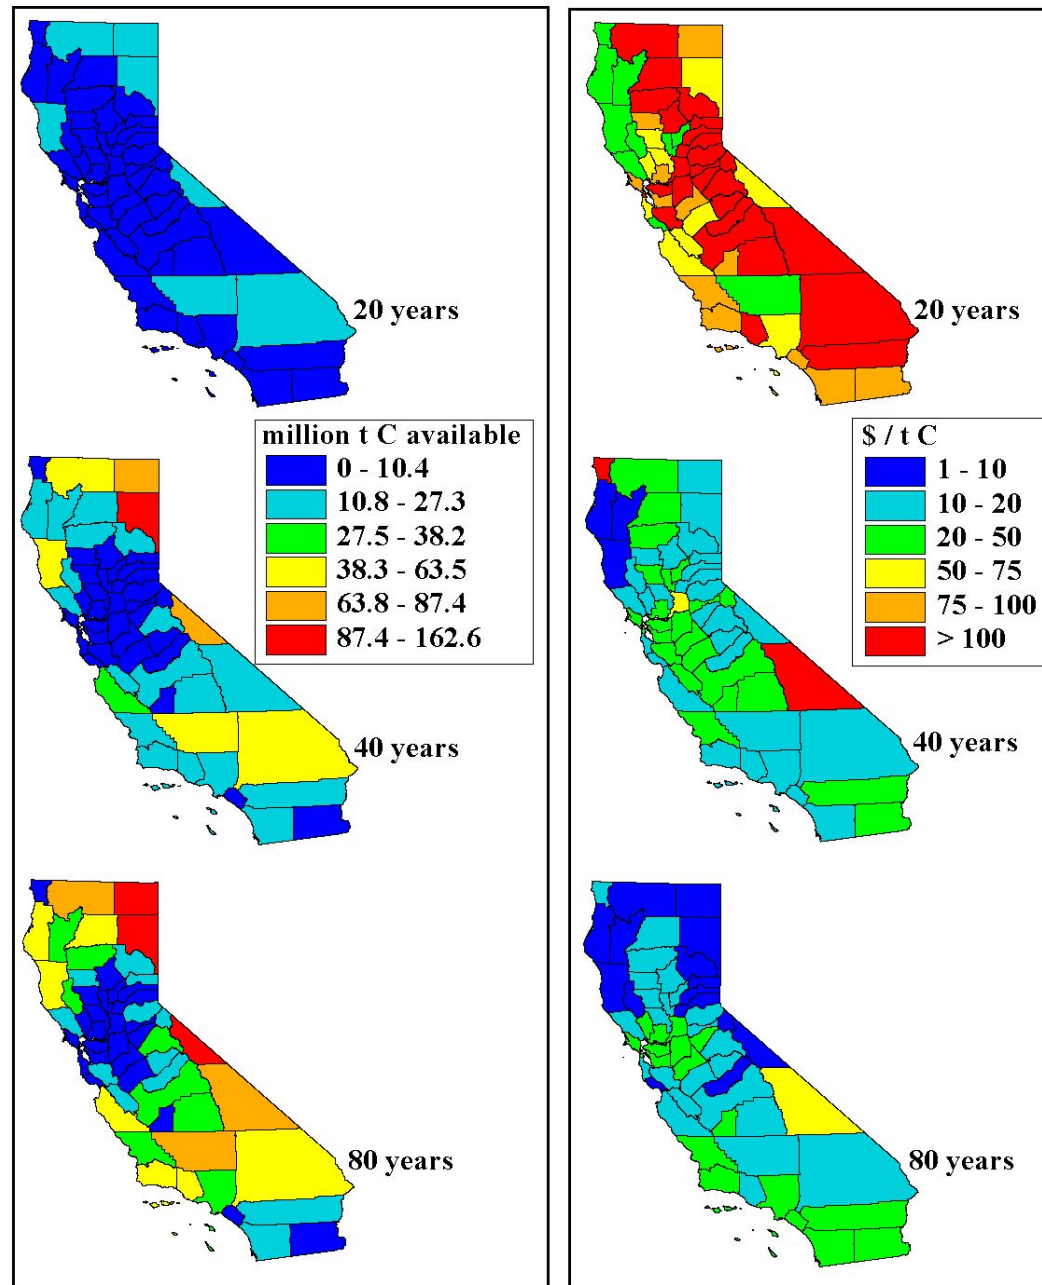 20 years
20 years
million t C available
0 - 10.4
10.8 - 27.3
27.5 - 38.2
38.3 - 63.5
63.8 - 87.4
87.4 - 162.6
$ / t C
1 - 10
10 - 20
20 - 50
50 - 75
75 - 100
> 100
40 years
40 years
80 years
80 years